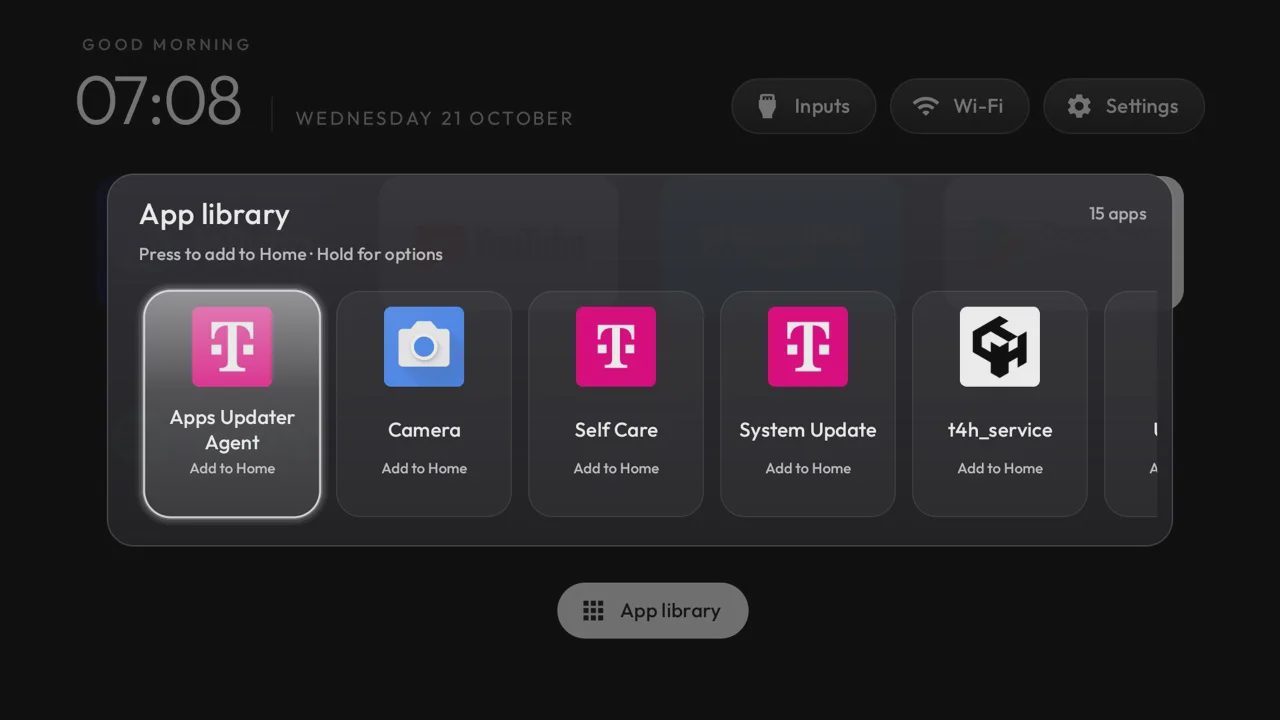 GOOD MORNING
07:08
WEDNESDAY 21 OCTOBER
Inputs
Wi-Fi
Settings
App library
15 apps
Press to add to Home · Hold for options
Apps Updater
Agent
Add to Home
Camera
Add to Home
Self Care
Add to Home
System Update
Add to Home
t4h_service
Add to Home
App library